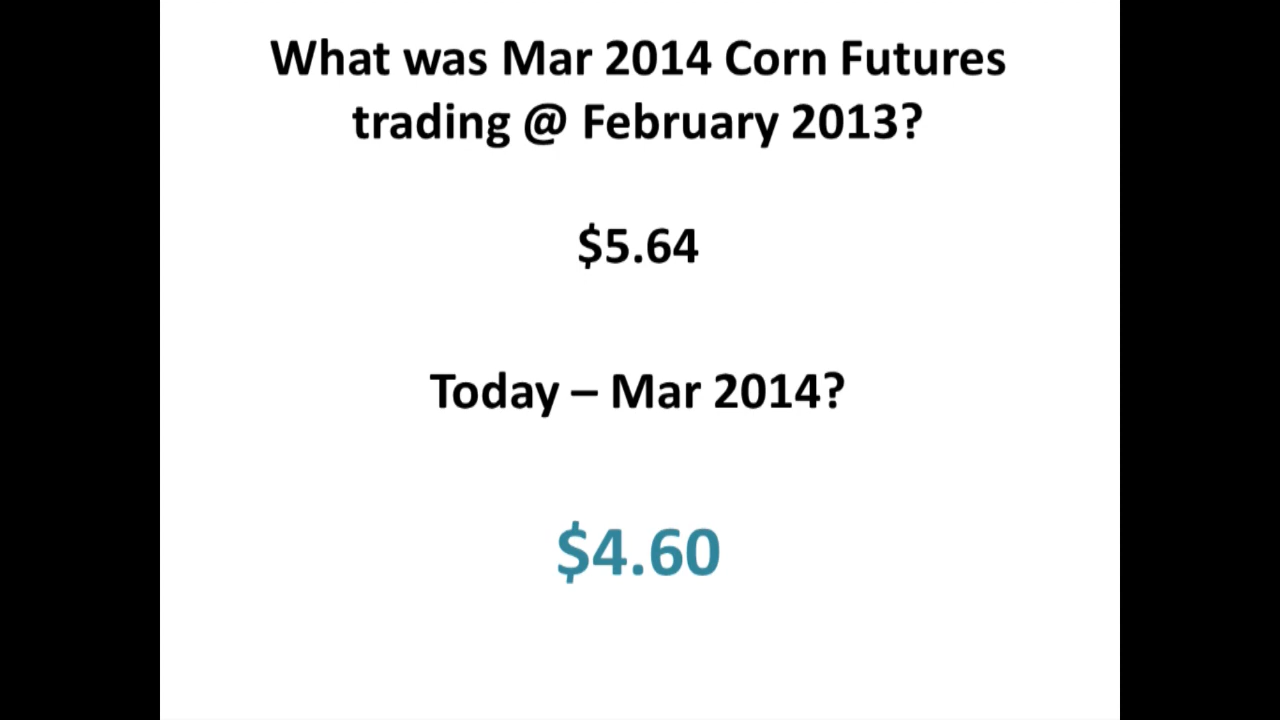 What was Mar 2014 Corn Futures
trading @ February 2013?
$5.64
Today – Mar 2014?
$4.60